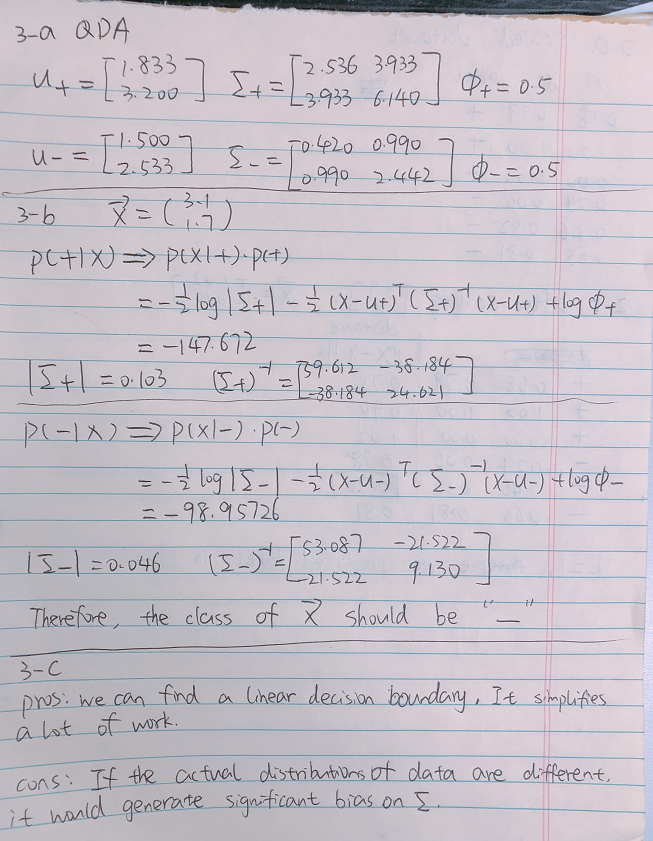 3-a QDA
u+ = [1.833 3.200] Σ+ = [2.536 3.933 3.933 6.140] ϕ+ = 0.5
u- = [1.500 2.533] Σ- = [0.420 0.990 0.990 2.442] ϕ- = 0.5
3-b x⃗ = (3.1 1.7)
p(+|x) ⇒ p(x|+)·p(+)
= -½ log |Σ+| - ½ (x-u+)ᵀ (Σ+)⁻¹ (x-u+) + log ϕ+
= -147.672
|Σ+| = 0.103 (Σ+)⁻¹ = [59.612 -38.184 -38.184 24.621]
p(-|x) ⇒ p(x|-)·p(-)
= -½ log |Σ-| - ½ (x-u-)ᵀ (Σ-)⁻¹ (x-u-) + log ϕ-
= -98.95726
|Σ-| = 0.046 (Σ-)⁻¹ = [53.087 -21.522 -21.522 9.130]
Therefore, the class of x⃗ should be "-"
3-C
pros: we can find a linear decision boundary. It simplifies
a lot of work.
cons: If the actual distributions of data are different,
it would generate significant bias on Σ.